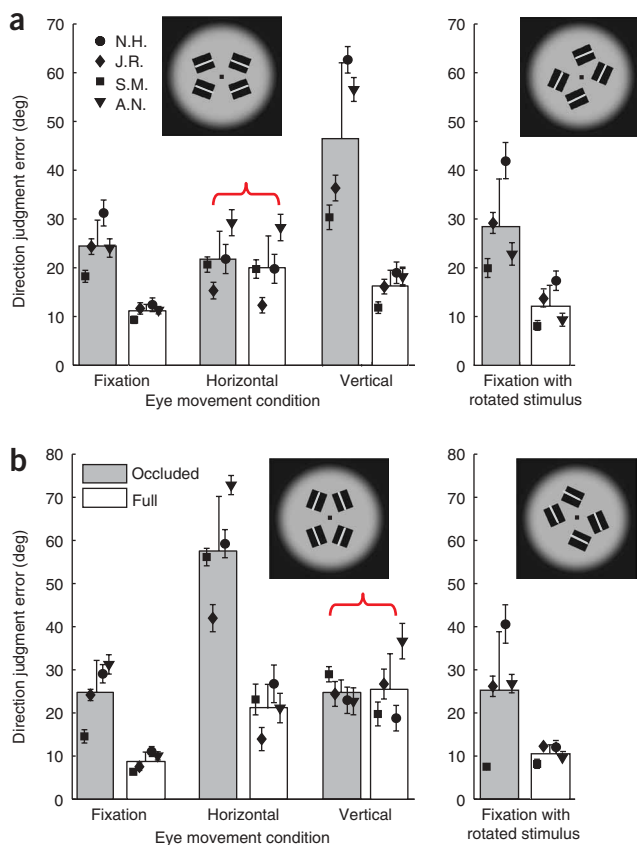 a
N.H.
J.R.
S.M.
A.N.
Direction judgment error (deg)
70
60
50
40
30
20
10
0
Fixation
Horizontal
Vertical
Eye movement condition
70
60
50
40
30
20
10
0
Fixation with
rotated stimulus
b
Occluded
Full
Direction judgment error (deg)
80
70
60
50
40
30
20
10
0
Fixation
Horizontal
Vertical
Eye movement condition
80
70
60
50
40
30
20
10
0
Fixation with
rotated stimulus